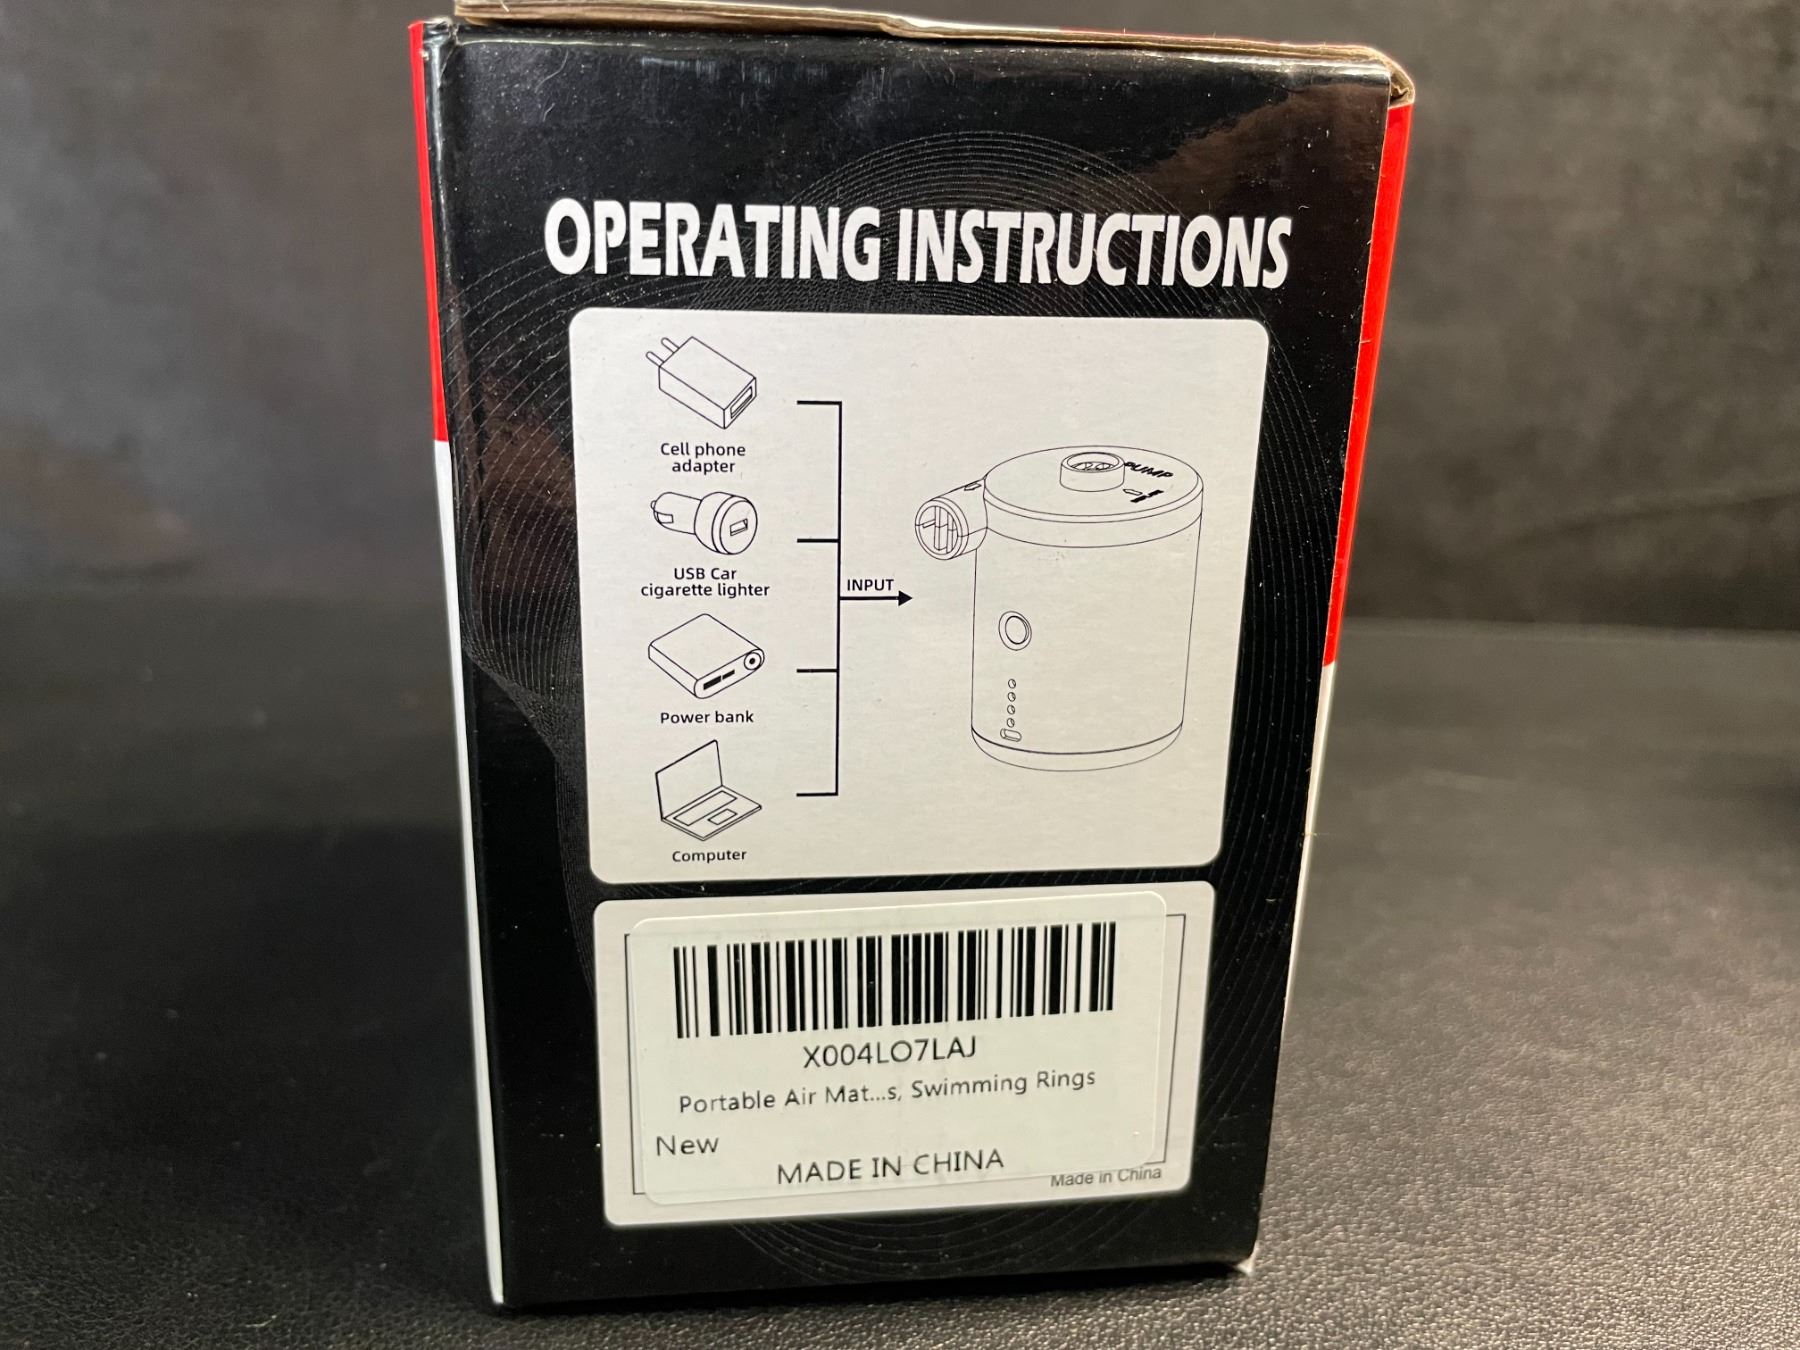 OPERATING INSTRUCTIONS
Cell phone
adapter
USB Car
cigarette lighter
Power bank
Computer
INPUT
PUMP
X004LO7LAJ
Portable Air Mat...s, Swimming Rings
New
MADE IN CHINA
Made in China